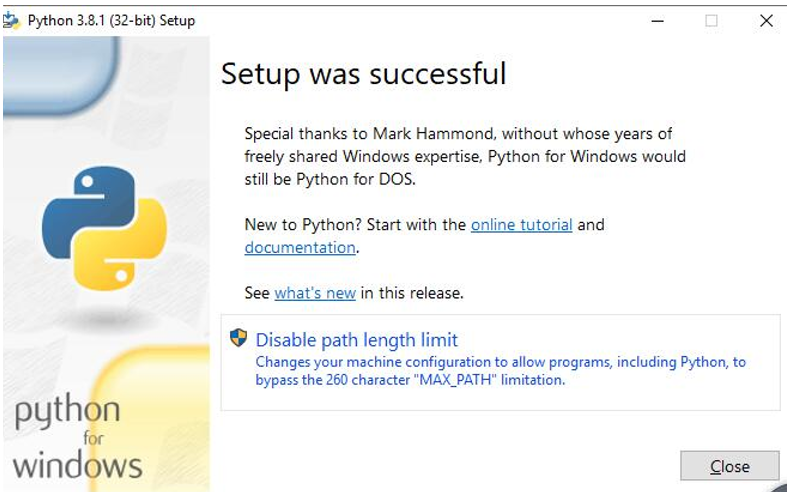 Python 3.8.1 (32-bit) Setup
Setup was successful
Special thanks to Mark Hammond, without whose years of
freely shared Windows expertise, Python for Windows would
still be Python for DOS.
New to Python? Start with the online tutorial and
documentation.
See what's new in this release.
Disable path length limit
Changes your machine configuration to allow programs, including Python, to
bypass the 260 character "MAX_PATH" limitation.
python
for
windows
Close